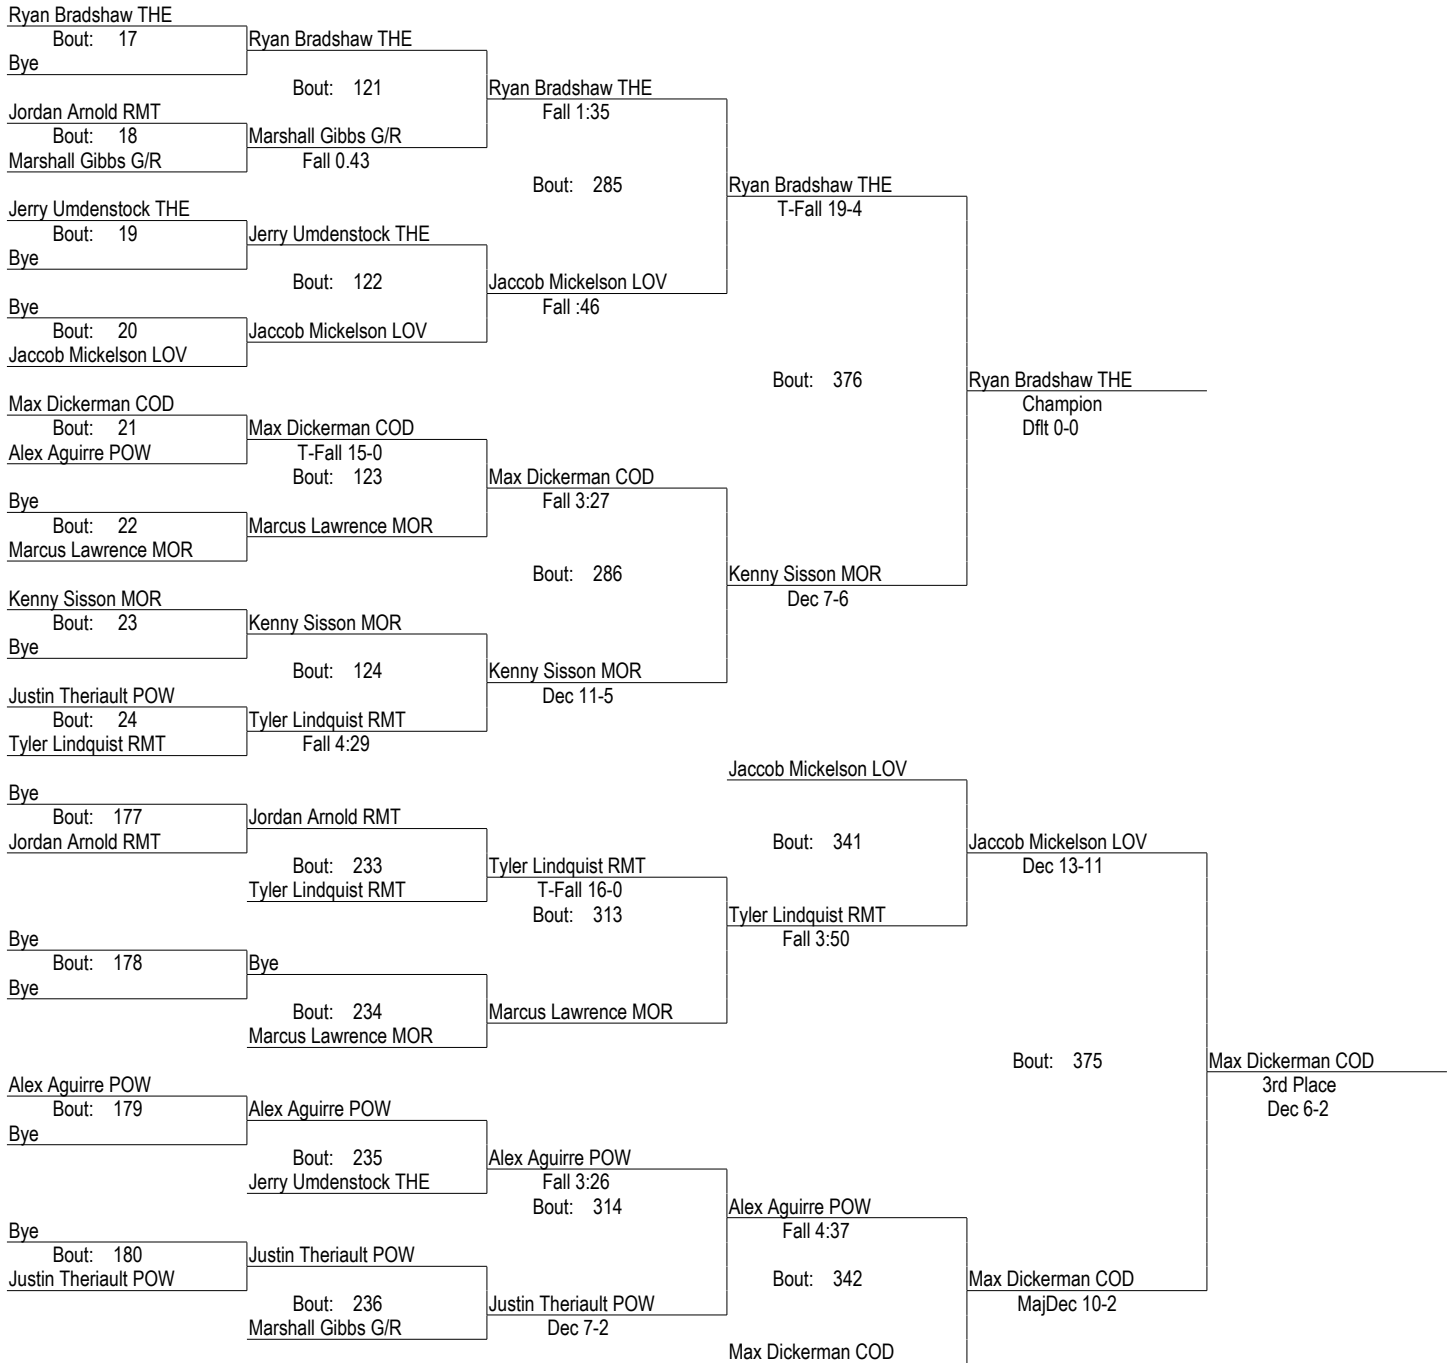 Ryan Bradshaw THE
Bout: 17
Bye
Ryan Bradshaw THE
Bout: 121
Jordan Arnold RMT
Bout: 18
Marshall Gibbs G/R
Marshall Gibbs G/R
Fall 0.43
Ryan Bradshaw THE
Fall 1:35
Bout: 285
Jerry Umdenstock THE
Bout: 19
Bye
Jerry Umdenstock THE
Bout: 122
Bye
Bout: 20
Jaccob Mickelson LOV
Jaccob Mickelson LOV
Jaccob Mickelson LOV
Fall :46
Ryan Bradshaw THE
T-Fall 19-4
Bout: 376
Ryan Bradshaw THE
Champion
Dflt 0-0
Max Dickerman COD
Bout: 21
Alex Aguirre POW
Max Dickerman COD
T-Fall 15-0
Bout: 123
Bye
Bout: 22
Marcus Lawrence MOR
Marcus Lawrence MOR
Max Dickerman COD
Fall 3:27
Bout: 286
Kenny Sisson MOR
Dec 7-6
Kenny Sisson MOR
Bout: 23
Bye
Kenny Sisson MOR
Bout: 124
Justin Theriault POW
Bout: 24
Tyler Lindquist RMT
Tyler Lindquist RMT
Fall 4:29
Kenny Sisson MOR
Dec 11-5
Jaccob Mickelson LOV
Bout: 341
Jaccob Mickelson LOV
Dec 13-11
Bye
Bout: 177
Jordan Arnold RMT
Jordan Arnold RMT
Bout: 233
Tyler Lindquist RMT
Tyler Lindquist RMT
T-Fall 16-0
Bout: 313
Tyler Lindquist RMT
Fall 3:50
Bye
Bout: 178
Bye
Bye
Bout: 234
Marcus Lawrence MOR
Marcus Lawrence MOR
Bout: 375
Max Dickerman COD
3rd Place
Dec 6-2
Alex Aguirre POW
Bout: 179
Bye
Alex Aguirre POW
Bout: 235
Jerry Umdenstock THE
Alex Aguirre POW
Fall 3:26
Bout: 314
Alex Aguirre POW
Fall 4:37
Bye
Bout: 180
Justin Theriault POW
Justin Theriault POW
Bout: 236
Marshall Gibbs G/R
Justin Theriault POW
Dec 7-2
Bout: 342
Max Dickerman COD
MajDec 10-2
Max Dickerman COD